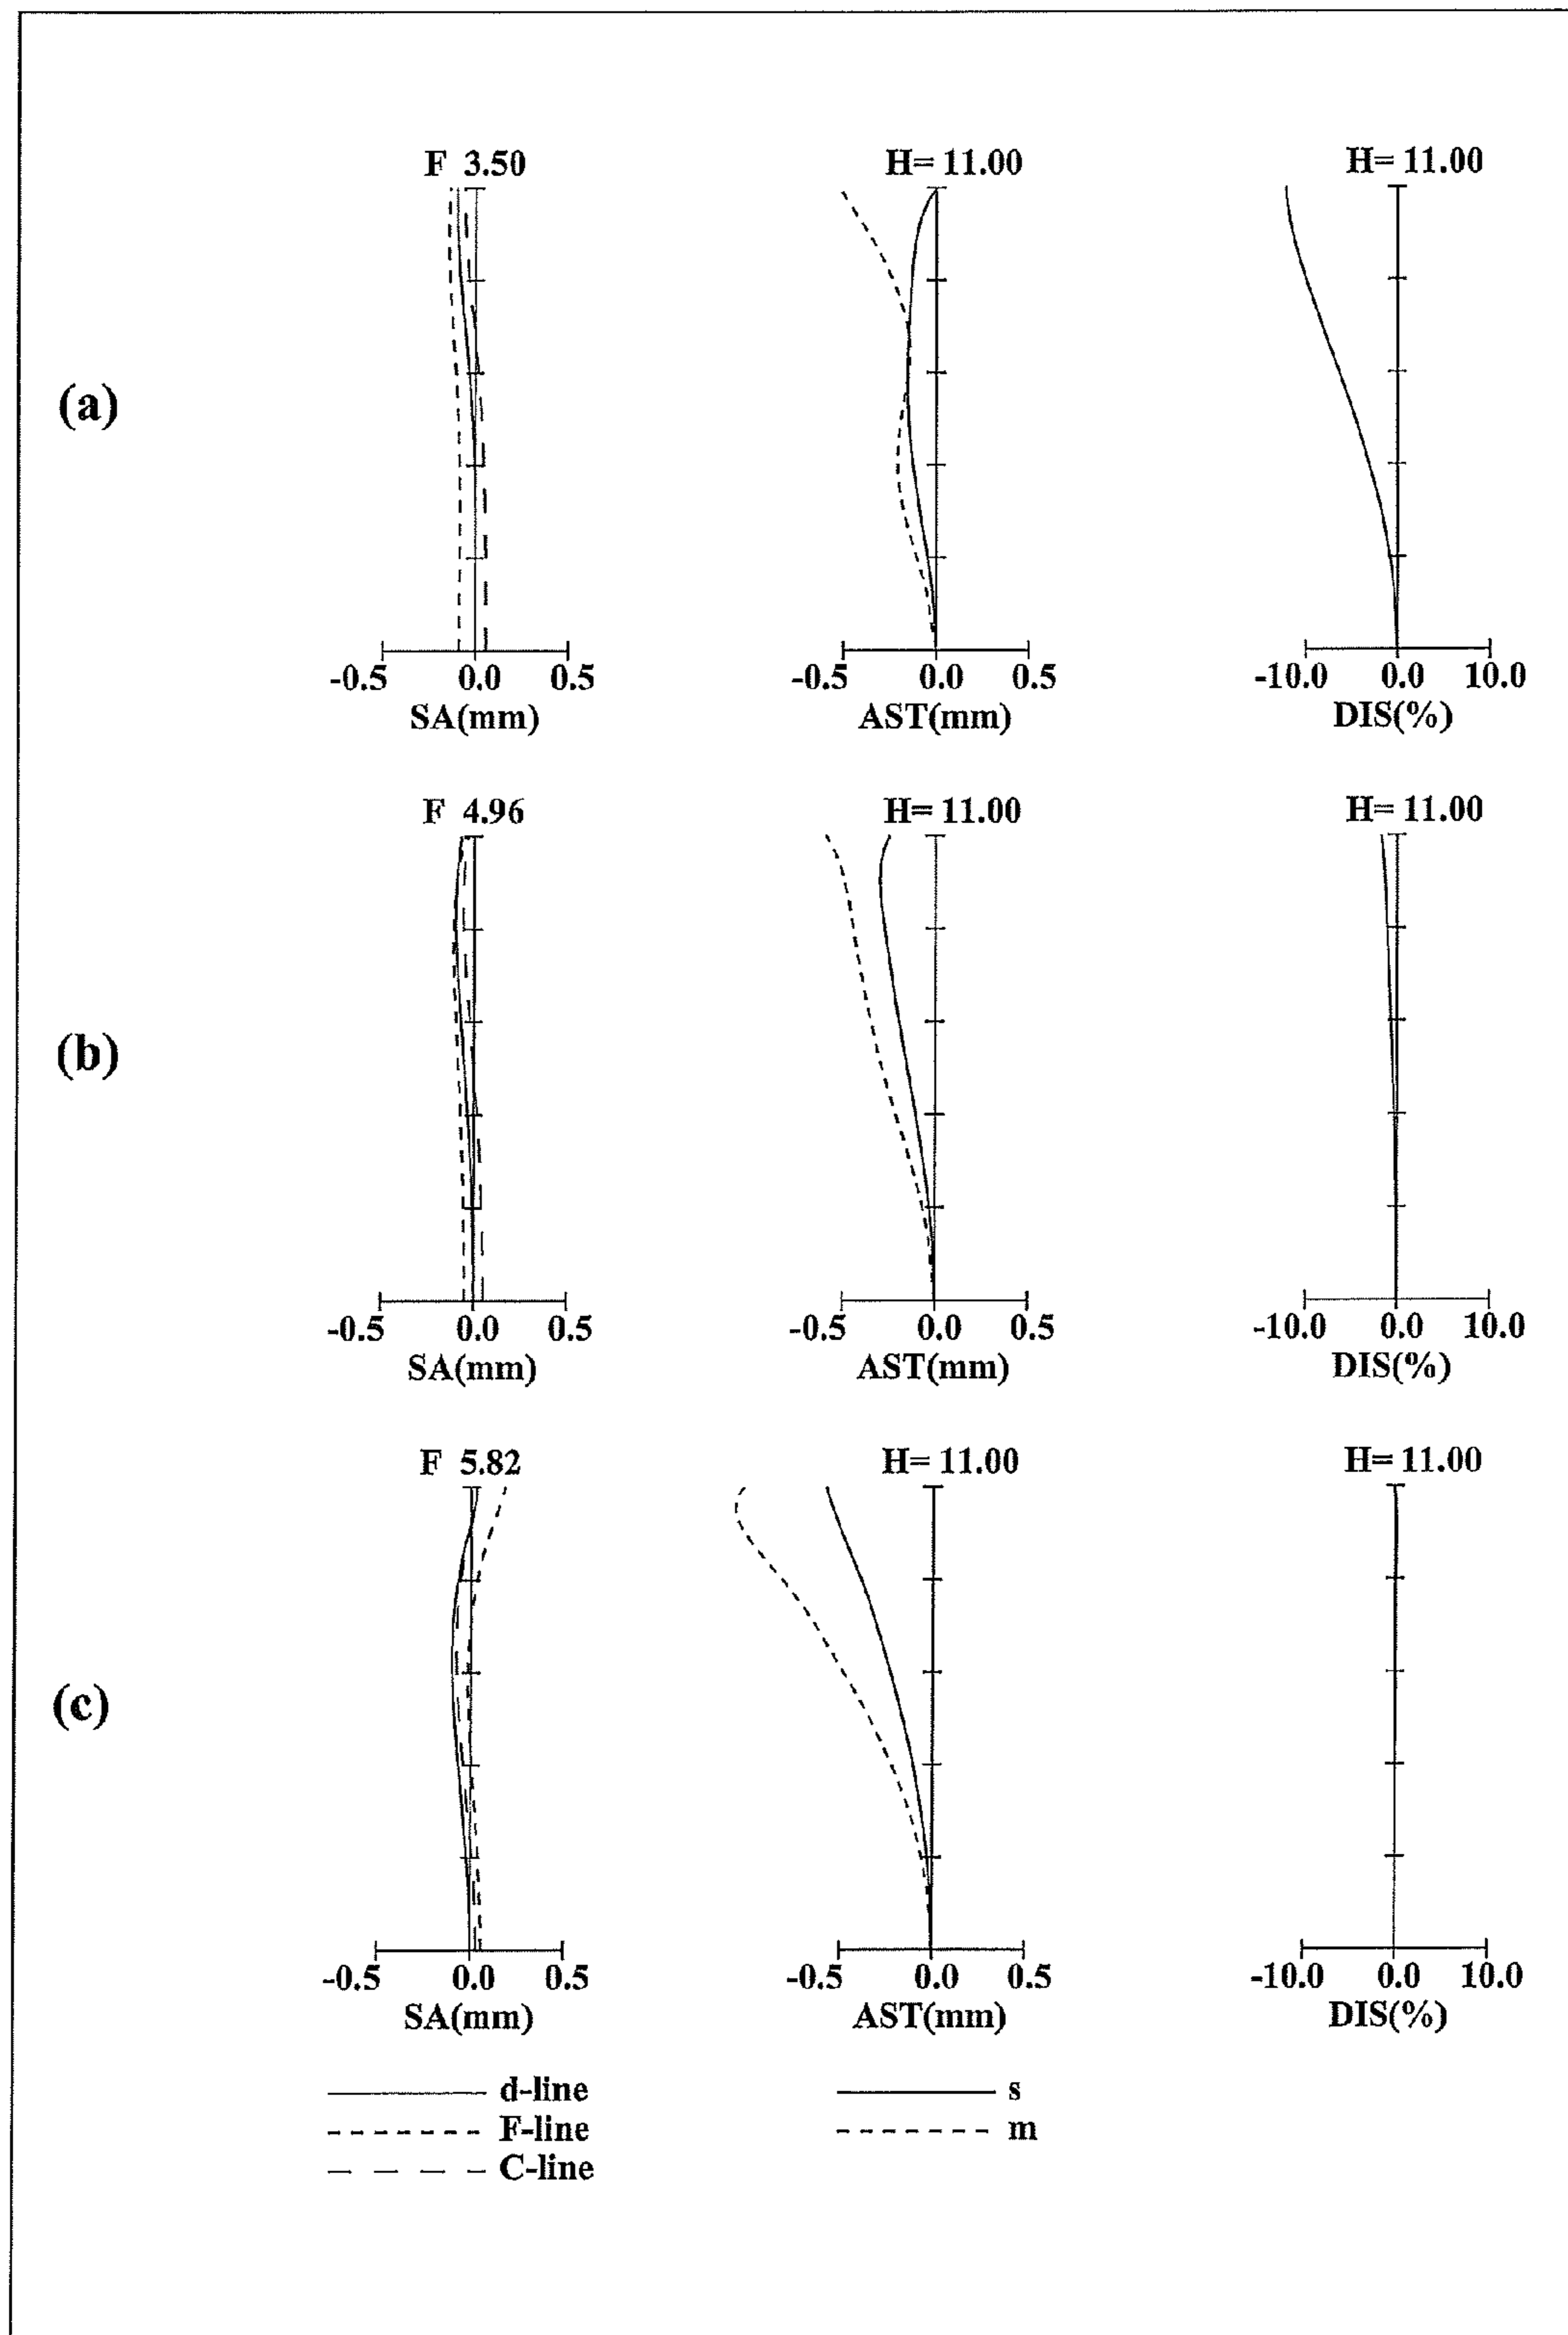 F 3.50 H= 11.00 H= 11.00
(a)
-0.5 0.0 0.5 -0.5 0.0 0.5 -10.0 0.0 10.0
SA(mm) AST(mm) DIS(%)
F 4.96 H= 11.00 H= 11.00
(b)
-0.5 0.0 0.5 -0.5 0.0 0.5 -10.0 0.0 10.0
SA(mm) AST(mm) DIS(%)
F 5.82 H= 11.00 H= 11.00
(c)
-0.5 0.0 0.5 -0.5 0.0 0.5 -10.0 0.0 10.0
SA(mm) AST(mm) DIS(%)
d-line s
F-line m
C-line